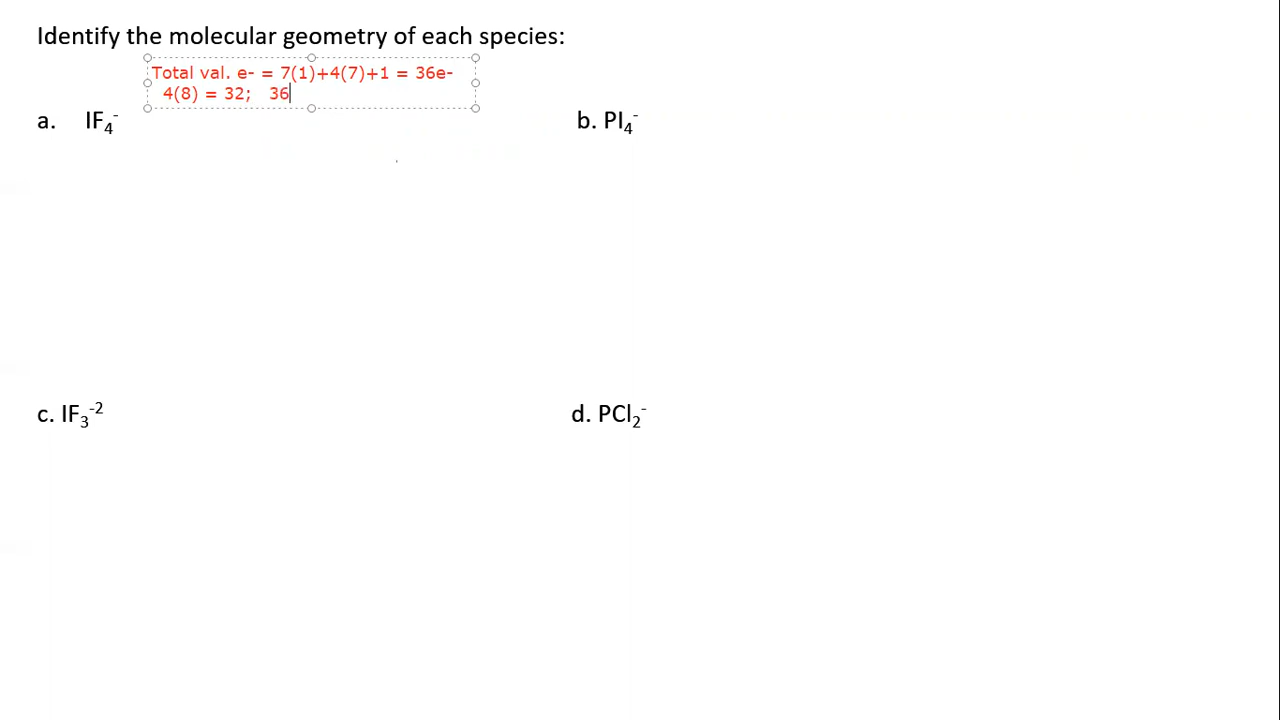 Identify the molecular geometry of each species:
Total val. e- = 7(1)+4(7)+1 = 36e-
4(8) = 32;   36
a.    IF₄⁻
b. PI₄⁻
c. IF₃⁻²
d. PCl₂⁻